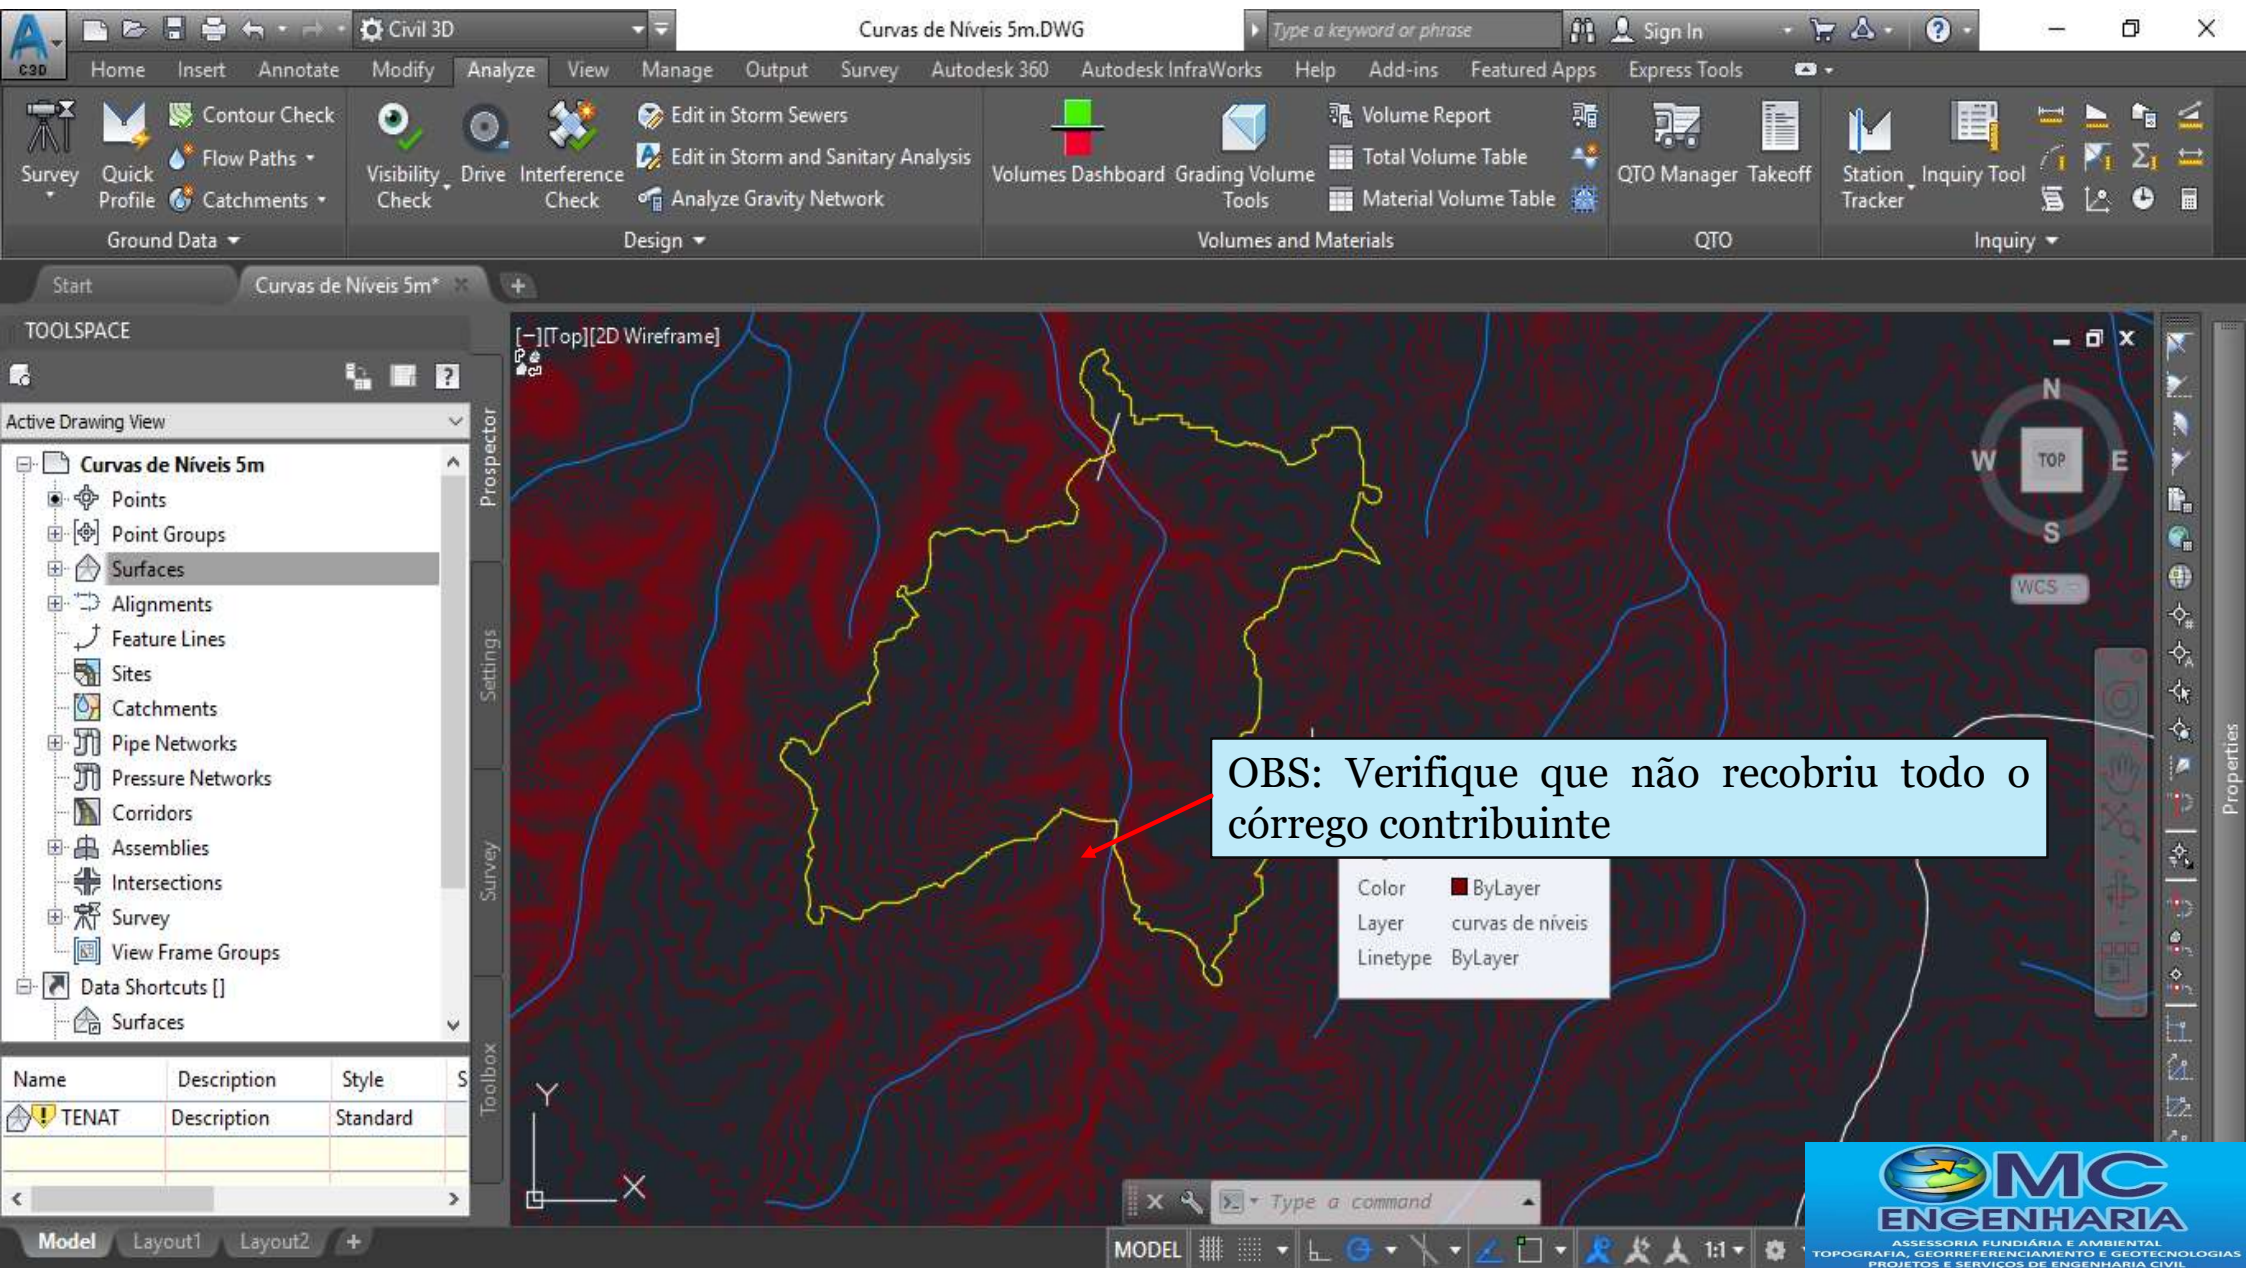 Civil 3D
Curvas de Níveis 5m.DWG
Type a keyword or phrase
Sign In
C3D
Home Insert Annotate Modify Analyze View Manage Output Survey Autodesk 360 Autodesk InfraWorks Help Add-ins Featured Apps Express Tools
Survey
Quick Profile
Contour Check
Flow Paths
Catchments
Ground Data
Visibility Check
Drive
Interference Check
Edit in Storm Sewers
Edit in Storm and Sanitary Analysis
Analyze Gravity Network
Design
Volumes Dashboard
Grading Volume Tools
Volume Report
Total Volume Table
Material Volume Table
Volumes and Materials
QTO Manager
Takeoff
QTO
Station Tracker
Inquiry Tool
Inquiry
Start
Curvas de Níveis 5m*
TOOLSPACE
Active Drawing View
Curvas de Níveis 5m
Points
Point Groups
Surfaces
Alignments
Feature Lines
Sites
Catchments
Pipe Networks
Pressure Networks
Corridors
Assemblies
Intersections
Survey
View Frame Groups
Data Shortcuts []
Surfaces
Name Description Style S
TENAT Description Standard
Prospector
Settings
Survey
Toolbox
[−][Top][2D Wireframe]
N
W TOP E
S
WCS
Properties
OBS: Verifique que não recobriu todo o
córrego contribuinte
Color ByLayer
Layer curvas de níveis
Linetype ByLayer
Y
X
Type a command
Model Layout1 Layout2
MODEL
1:1
MC
ENGENHARIA
ASSESSORIA FUNDIÁRIA E AMBIENTAL
TOPOGRAFIA, GEORREFERENCIAMENTO E GEOTECNOLOGIAS
PROJETOS E SERVIÇOS DE ENGENHARIA CIVIL